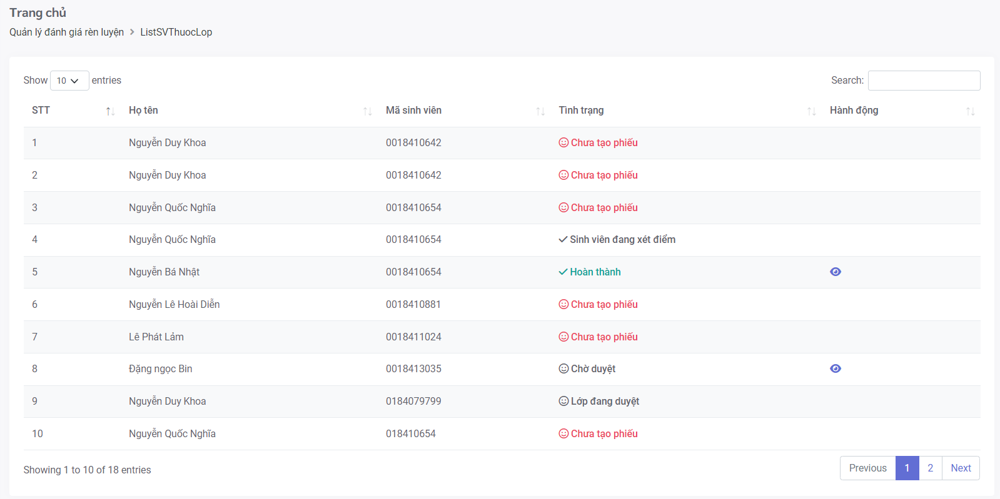 Trang chủ
Quản lý đánh giá rèn luyện > ListSVThuocLop
Show 10 entries Search:
STT Họ tên Mã sinh viên Tình trạng Hành động
1 Nguyễn Duy Khoa 0018410642 Chưa tạo phiếu
2 Nguyễn Duy Khoa 0018410642 Chưa tạo phiếu
3 Nguyễn Quốc Nghĩa 0018410654 Chưa tạo phiếu
4 Nguyễn Quốc Nghĩa 0018410654 Sinh viên đang xét điểm
5 Nguyễn Bá Nhật 0018410654 Hoàn thành
6 Nguyễn Lê Hoài Diễn 0018410881 Chưa tạo phiếu
7 Lê Phát Lảm 0018411024 Chưa tạo phiếu
8 Đặng ngọc Bin 0018413035 Chờ duyệt
9 Nguyễn Duy Khoa 0184079799 Lớp đang duyệt
10 Nguyễn Quốc Nghĩa 018410654 Chưa tạo phiếu
Showing 1 to 10 of 18 entries Previous 1 2 Next